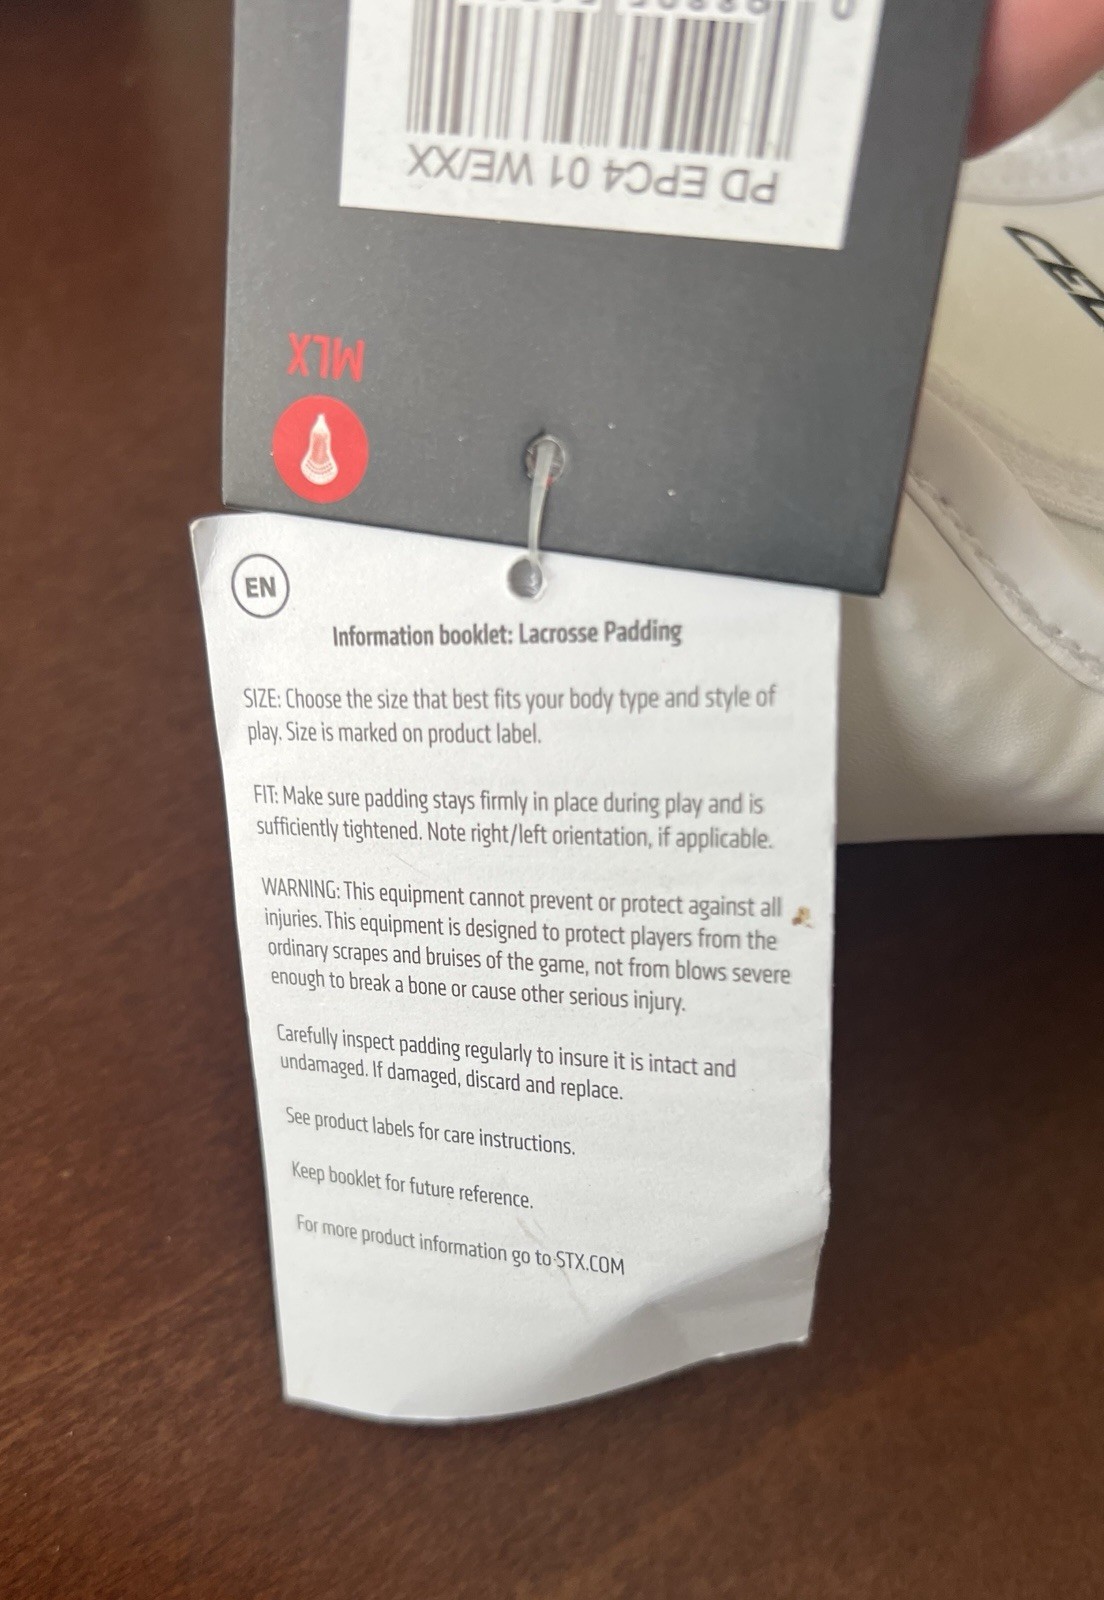 PD EPC4 01 WE/XX
MLX
EN
Information booklet: Lacrosse Padding
SIZE: Choose the size that best fits your body type and style of
play. Size is marked on product label.
FIT: Make sure padding stays firmly in place during play and is
sufficiently tightened. Note right/left orientation, if applicable.
WARNING: This equipment cannot prevent or protect against all
injuries. This equipment is designed to protect players from the
ordinary scrapes and bruises of the game, not from blows severe
enough to break a bone or cause other serious injury.
Carefully inspect padding regularly to insure it is intact and
undamaged. If damaged, discard and replace.
See product labels for care instructions.
Keep booklet for future reference.
For more product information go to STX.COM